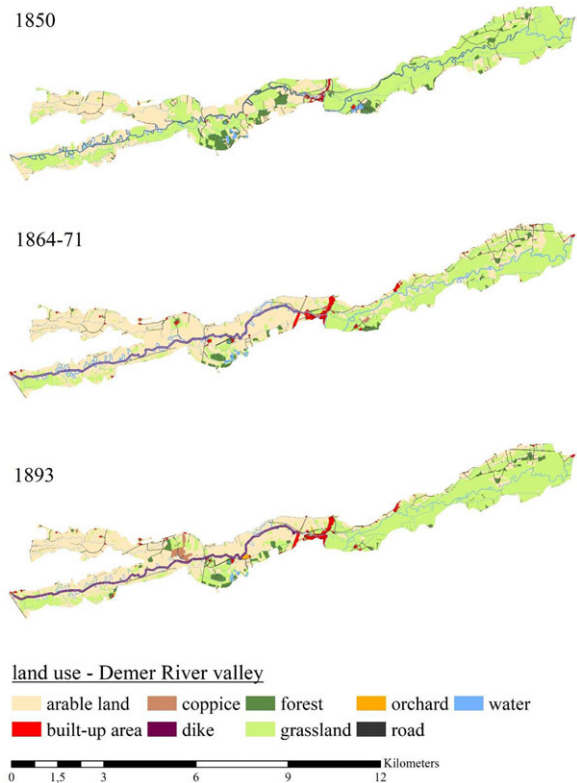 1850
1864-71
1893
land use - Demer River valley
arable land coppice forest orchard water
built-up area dike grassland road
Kilometers
0 1,5 3 6 9 12